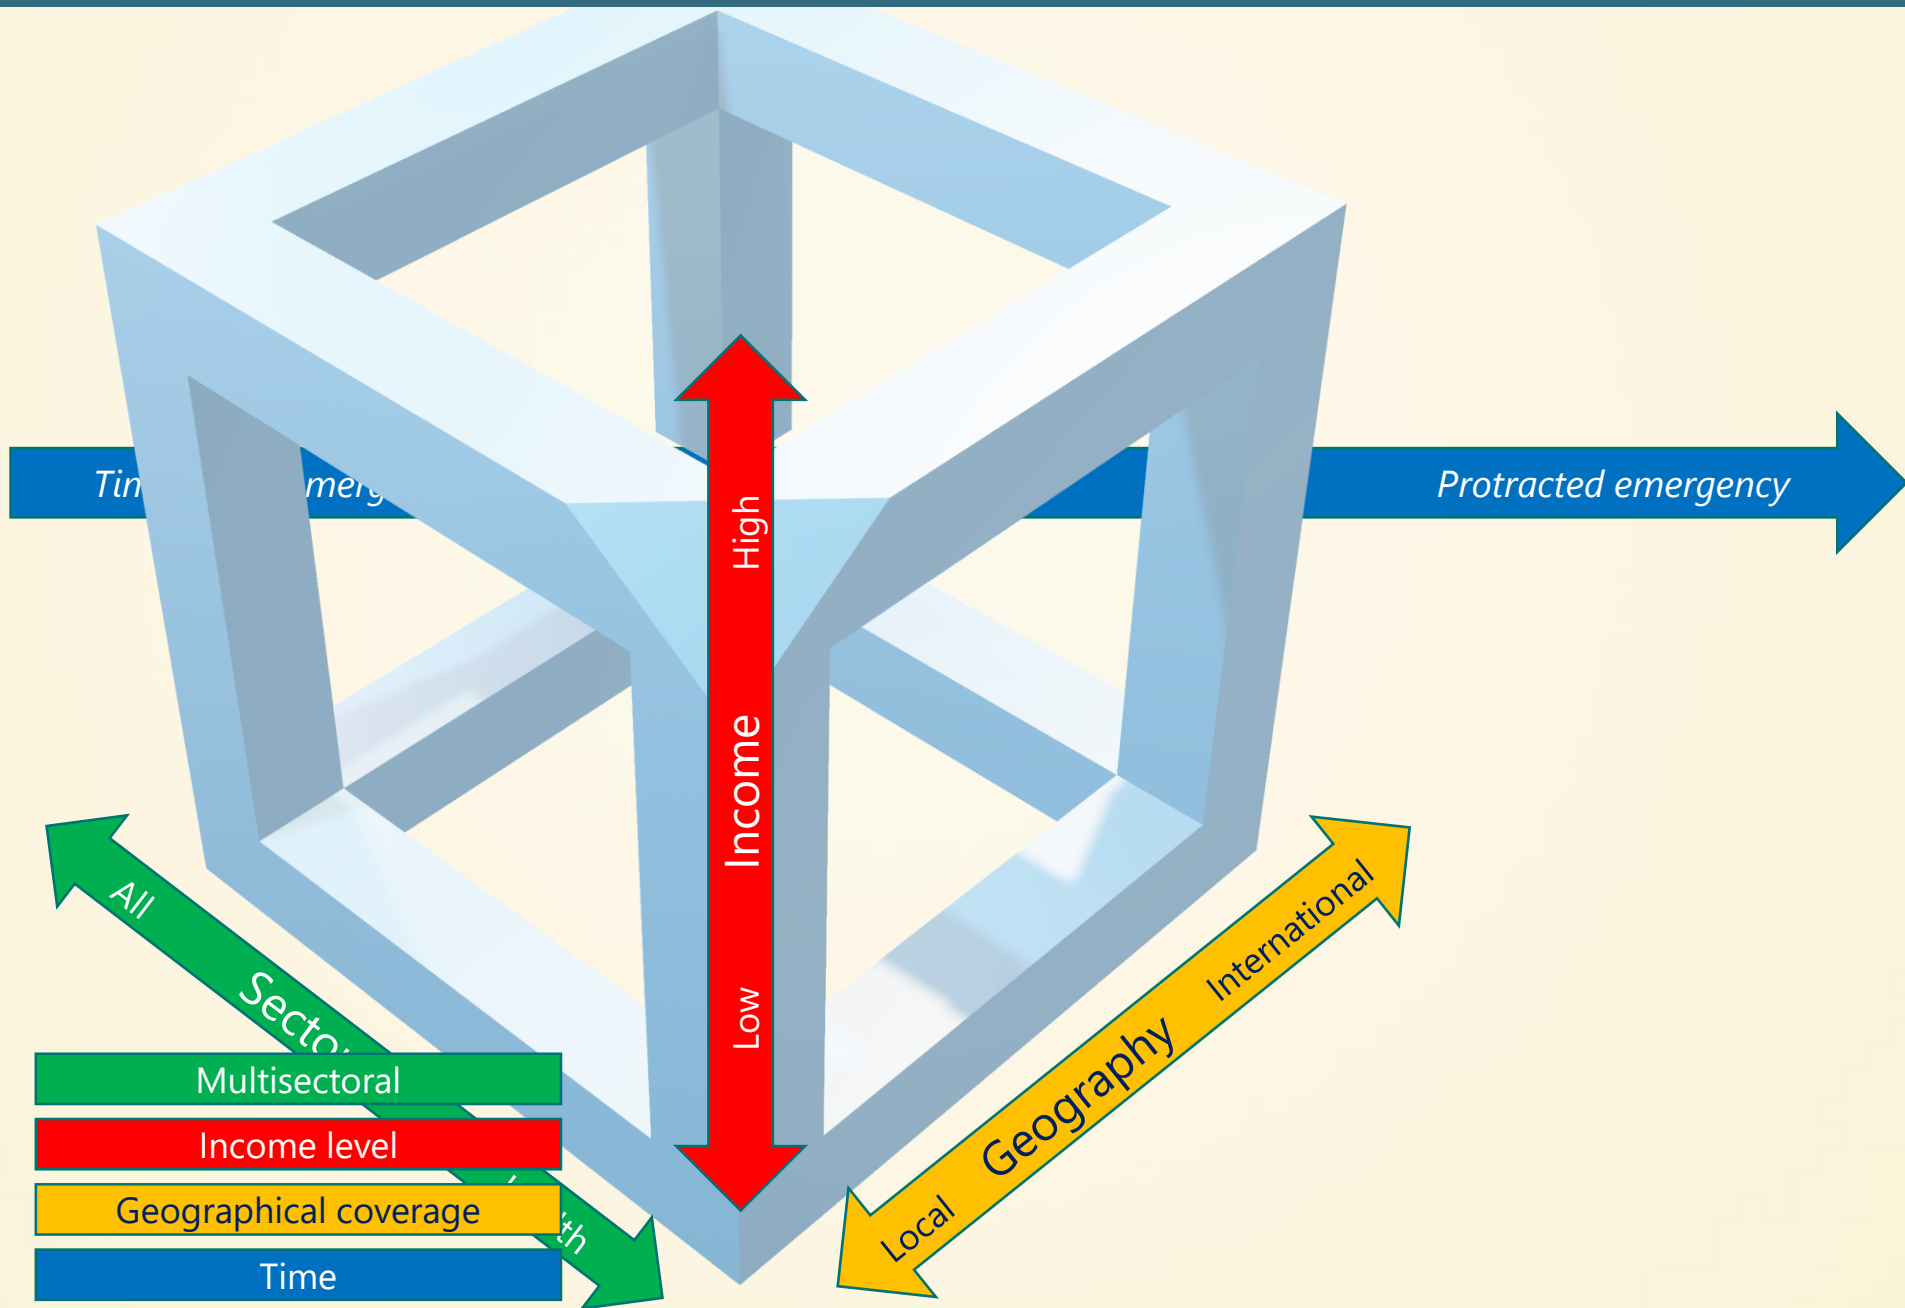 Protracted emergency
High
Income
Low
All
International
Geography
Local
Multisectoral
Income level
Geographical coverage
Time